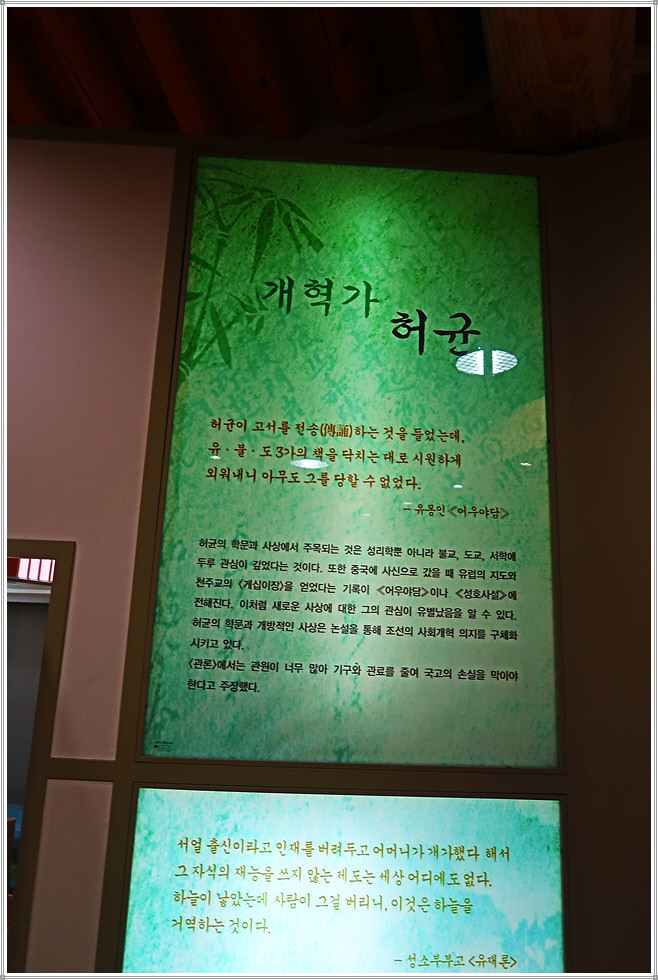 개혁가
허균
허균이 고서를 전송(傳誦)하는 것을 들었는데,
유·불·도 3가의 책을 닥치는 대로 시원하게
외워내니 아무도 그를 당할 수 없었다.
– 유몽인 《어우야담》
허균의 학문과 사상에서 주목되는 것은 성리학뿐 아니라 불교, 도교, 서학에
두루 관심이 깊었다는 것이다. 또한 중국에 사신으로 갔을 때 유럽의 지도와
천주교의 〈게십이장〉을 얻었다는 기록이 《어우야담》이나 《성호사설》에
전해진다. 이처럼 새로운 사상에 대한 그의 관심이 유별났음을 알 수 있다.
허균의 학문과 개방적인 사상은 논설을 통해 조선의 사회개혁 의지를 구체화
시키고 있다.
〈관론〉에서는 관원이 너무 많아 기구와 관료를 줄여 국고의 손실을 막아야
한다고 주장했다.
서얼 출신이라고 인재를 버려두고 어머니가 개가했다 해서
그 자식의 재능을 쓰지 않는 제도는 세상 어디에도 없다.
하늘이 낳았는데 사람이 그걸 버리니, 이것은 하늘을
거역하는 것이다.
– 성소부부고 〈유재론〉